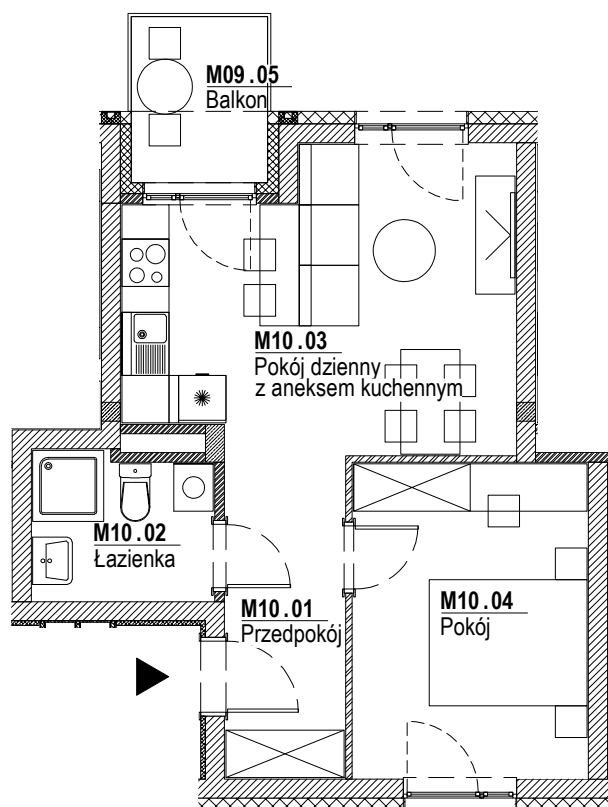 M09.05
Balkon
M10.03
Pokój dzienny
z aneksem kuchennym
M10.02
Łazienka
M10.01
Przedpokój
M10.04
Pokój